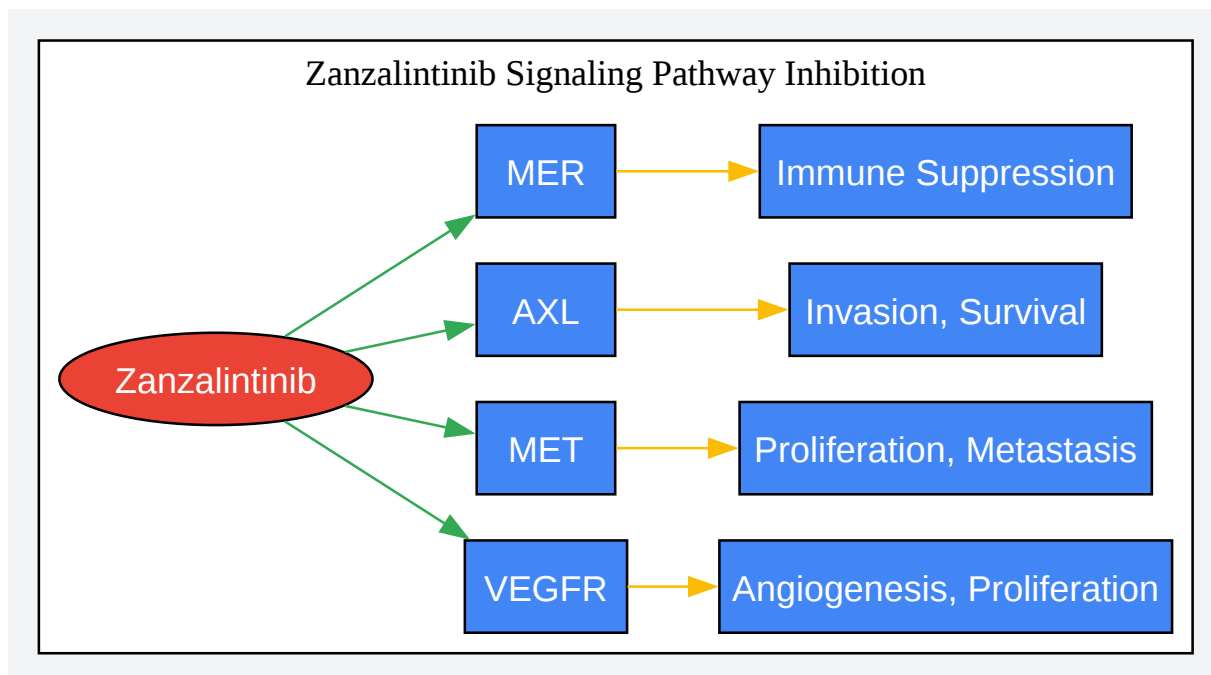 Zanzalintinib Signaling Pathway Inhibition
MER
Immune Suppression
AXL
Invasion, Survival
Zanzalintinib
MET
Proliferation, Metastasis
VEGFR
Angiogenesis, Proliferation